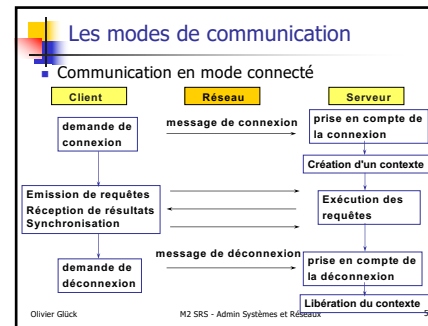 Les modes de communication
Communication en mode connecté
Client
Réseau
Serveur
demande de
connexion
message de connexion
prise en compte de
la connexion
Création d'un contexte
Emission de requêtes
Réception de résultats
Synchronisation
Exécution des
requêtes
demande de
déconnexion
message de déconnexion
prise en compte de
la déconnexion
Libération du contexte
Olivier Glück
M2 SRS - Admin Systèmes et Réseaux
5